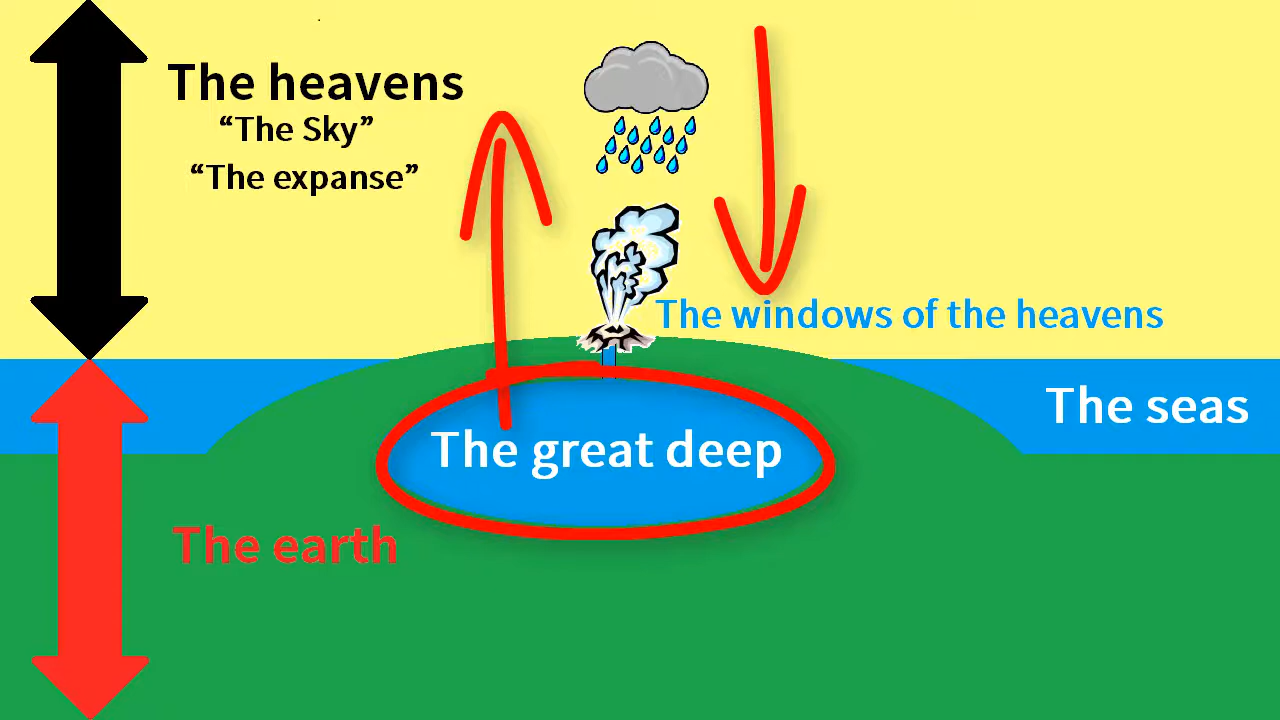 The heavens
“The Sky”
“The expanse”
The windows of the heavens
The seas
The great deep
The earth